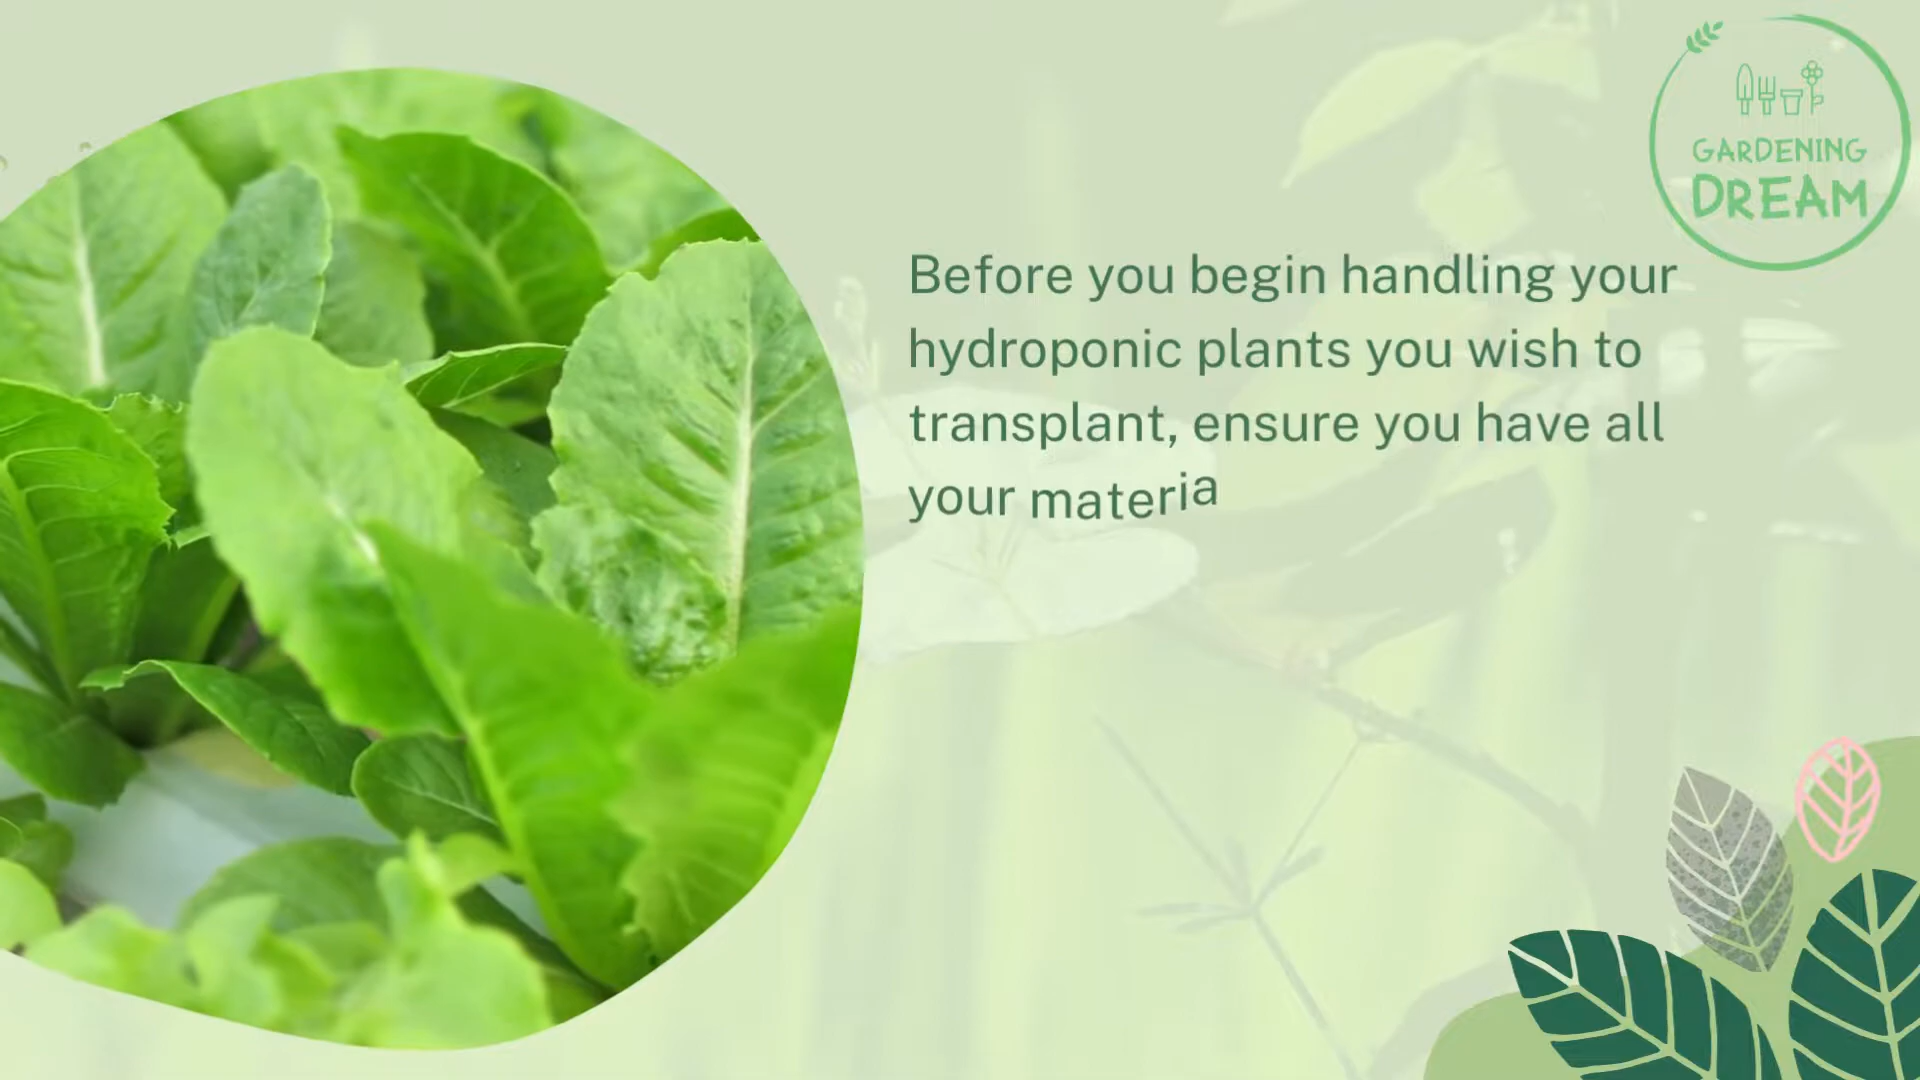 GARDENING
DREAM
Before you begin handling your
hydroponic plants you wish to
transplant, ensure you have all
your materia